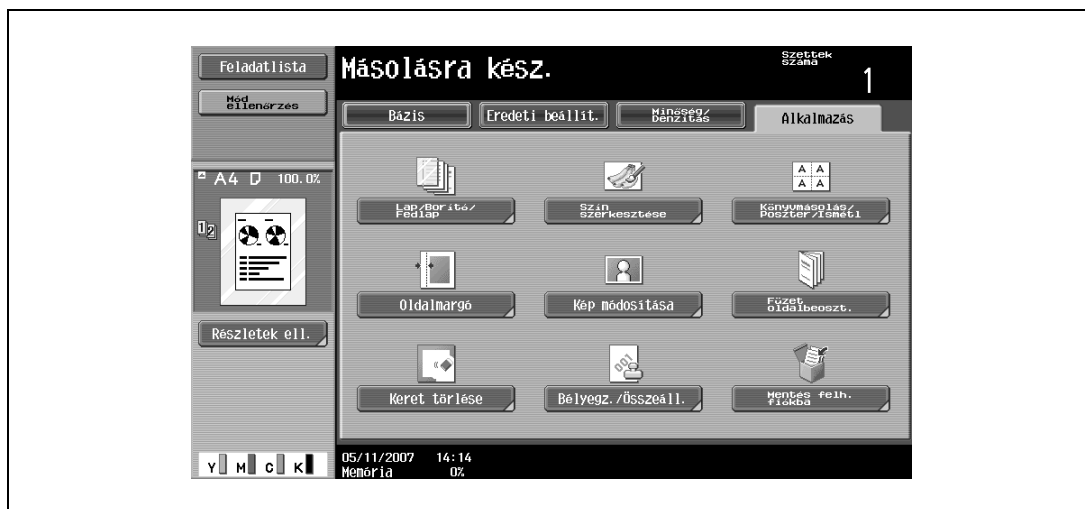 Feladatlista
Mód
ellenőrzés
Másolásra kész.
Szettek
száma
1
Bázis
Eredeti beállít.
Minőség/
Denzitás
Alkalmazás
A4 100.0%
12
Lap/Borító/
Fedlap
Szín
szerkesztése
A A
A A
Könyvmásolás/
Poszter/Ismétl
Oldalmargó
Kép módosítása
Füzet
oldalbeoszt.
Részletek ell.
Keret törlése
001
Bélyegz./Összeáll.
Mentés felh.
fiókba
Y M C K
05/11/2007 14:14
Memória 0%